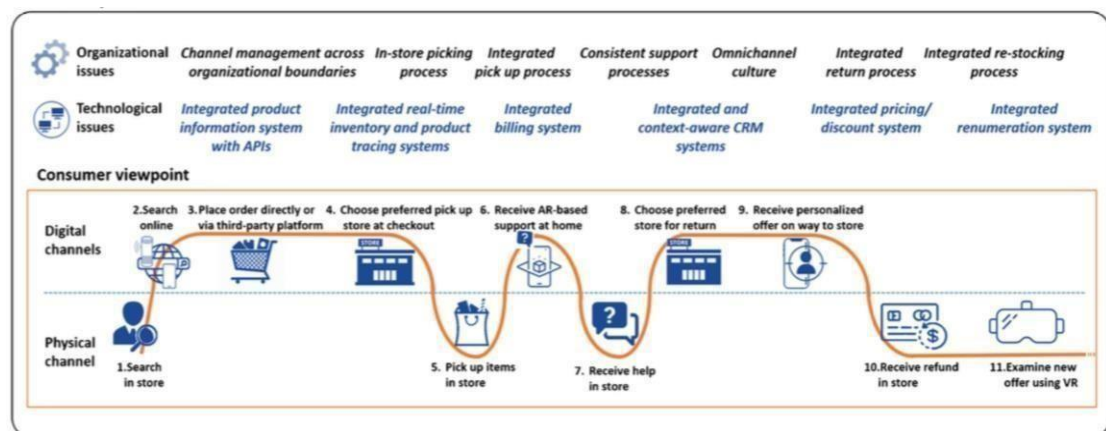 Organizational issues
Channel management across organizational boundaries
In-store picking process
Integrated pick up process
Consistent support processes
Omnichannel culture
Integrated return process
Integrated re-stocking process
Technological issues
Integrated product information system with APIs
Integrated real-time inventory and product tracing systems
Integrated billing system
Integrated and context-aware CRM systems
Integrated pricing/ discount system
Integrated renumeration system
Consumer viewpoint
Digital channels
2.Search online
3.Place order directly or via third-party platform
4. Choose preferred pick up store at checkout
6. Receive AR-based support at home
8. Choose preferred store for return
9. Receive personalized offer on way to store
STORE
?
STORE
Physical channel
1.Search in store
5. Pick up items in store
?
7. Receive help in store
$
10.Receive refund in store
11.Examine new offer using VR